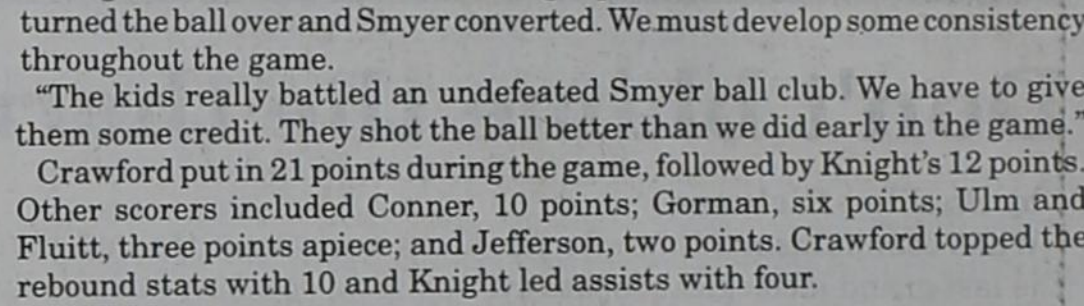 turned the ball over and Smyer converted. We must develop some consistency
throughout the game.
“The kids really battled an undefeated Smyer ball club. We have to give
them some credit. They shot the ball better than we did early in the game.”
Crawford put in 21 points during the game, followed by Knight’s 12 points.
Other scorers included Conner, 10 points; Gorman, six points; Ulm and
Fluitt, three points apiece; and Jefferson, two points. Crawford topped the
rebound stats with 10 and Knight led assists with four.